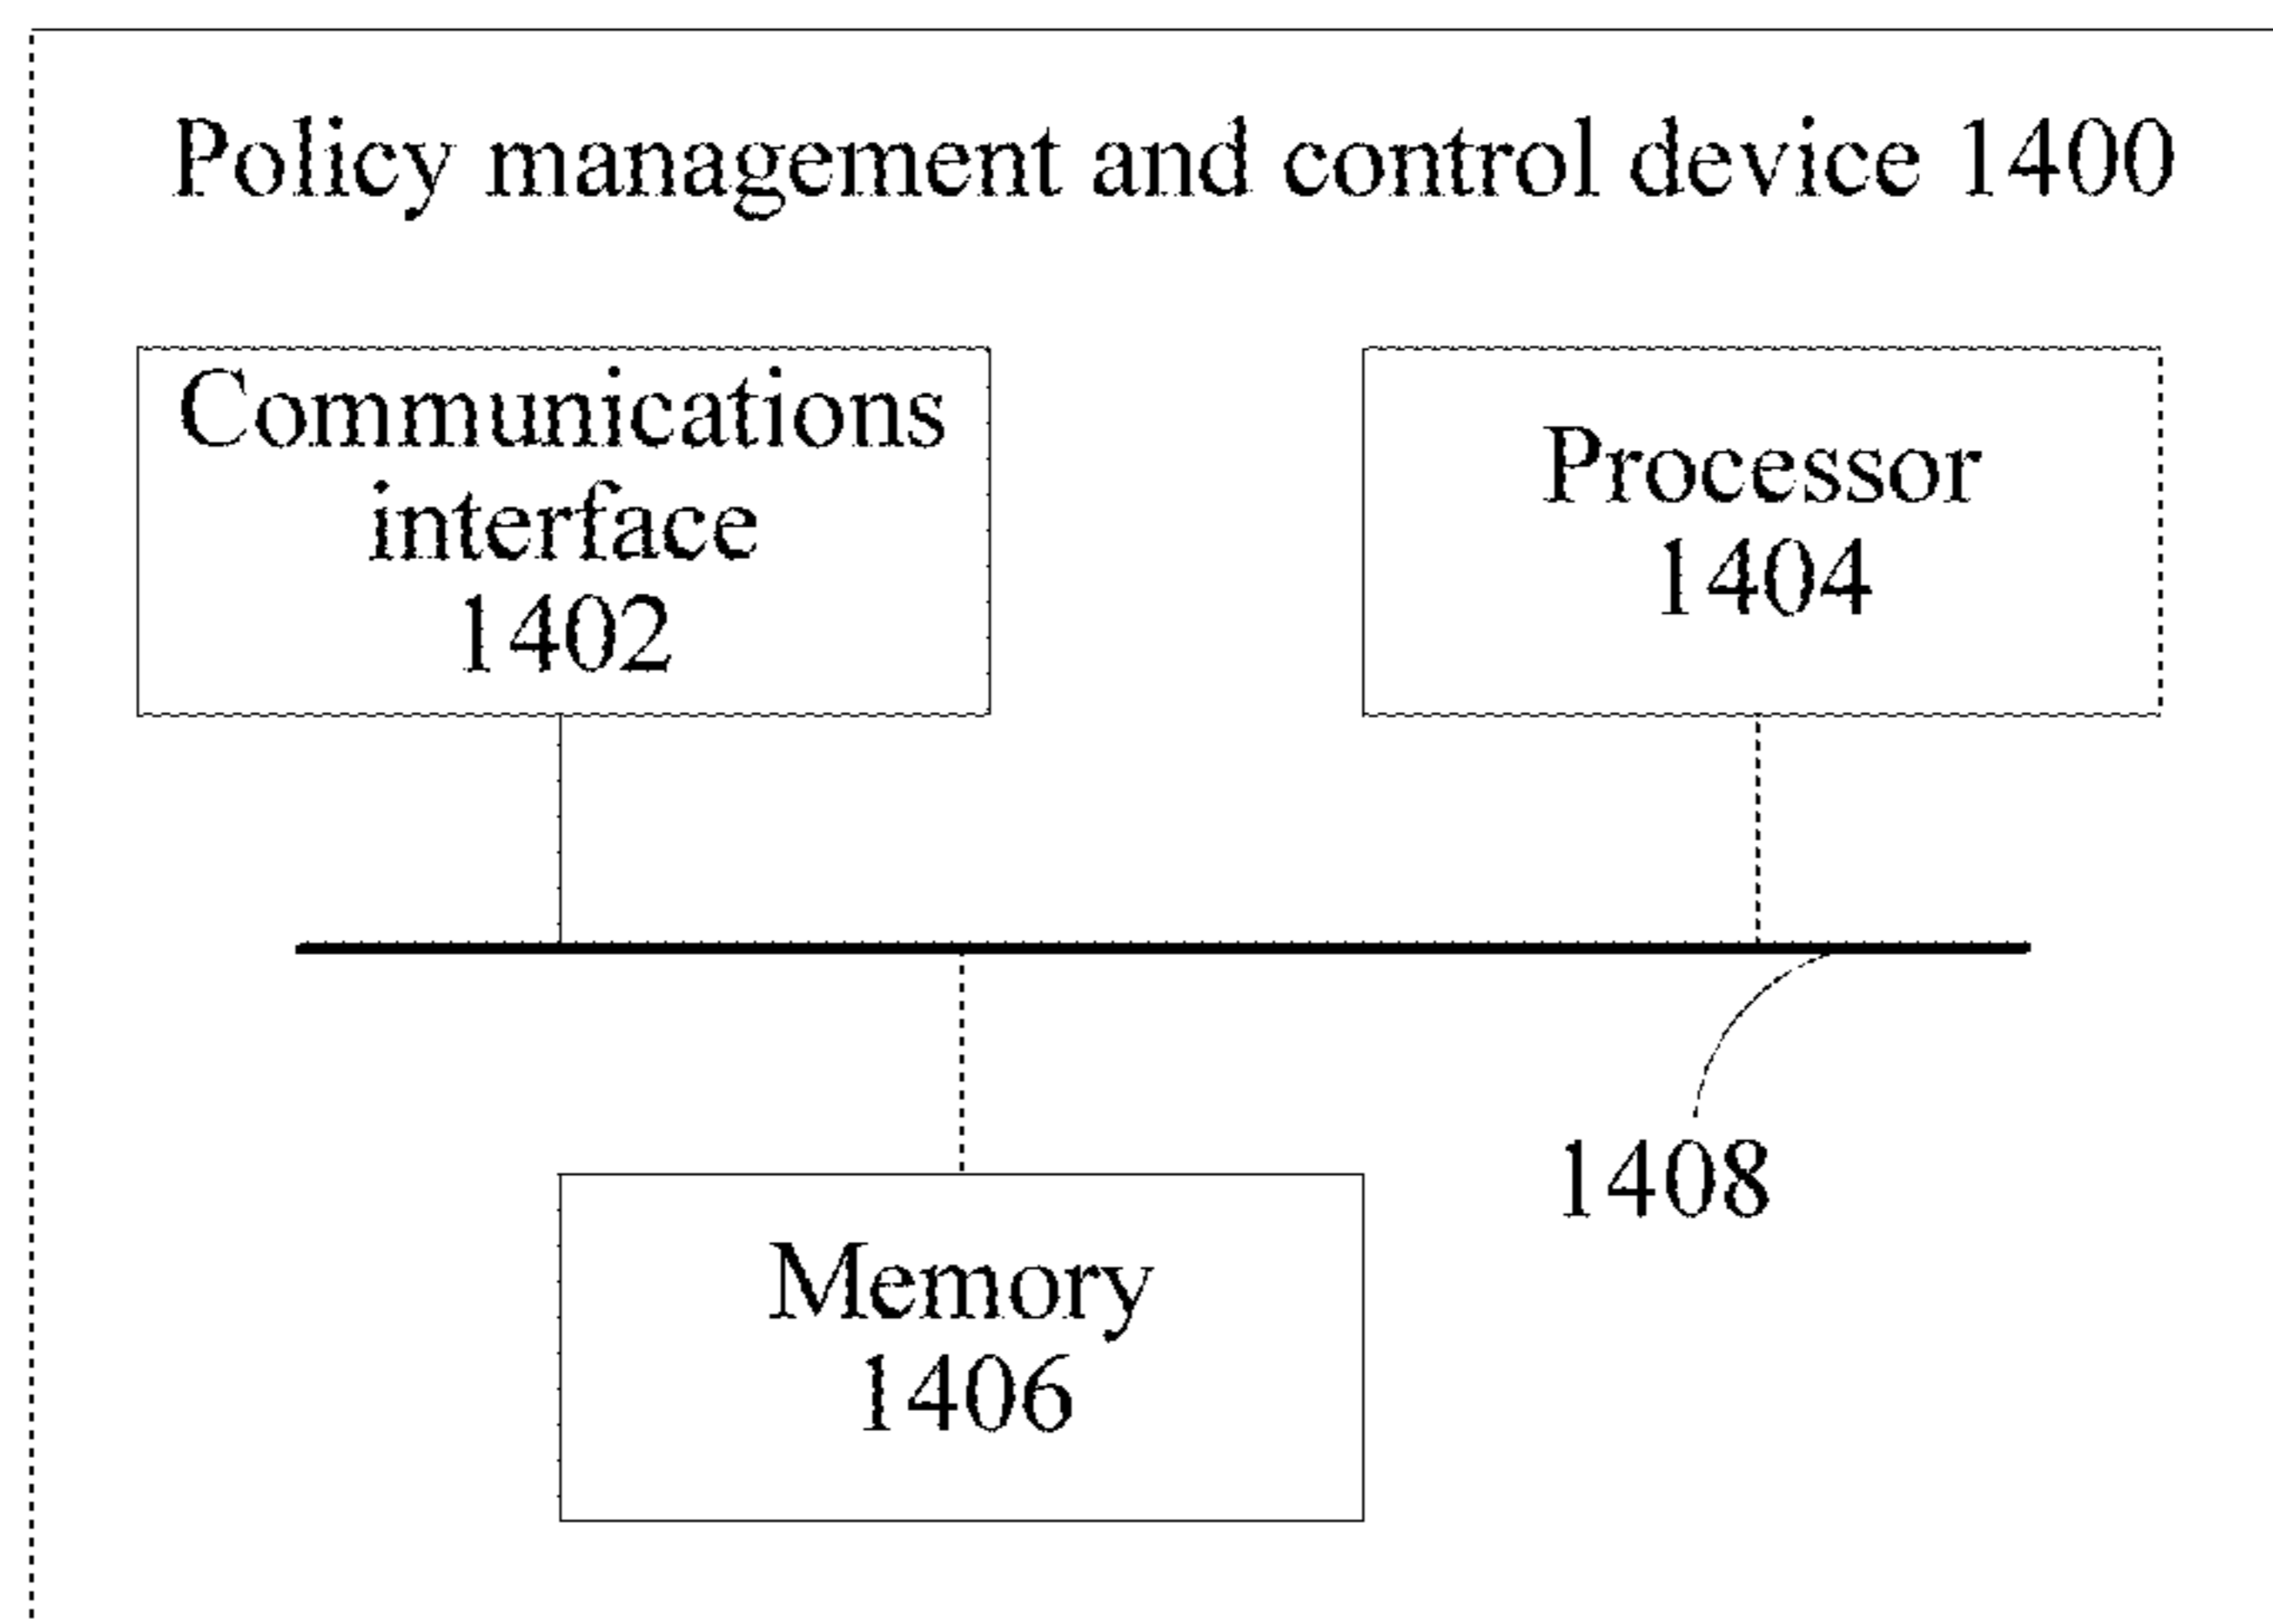 Policy management and control device 1400
Communications
interface
1402
Processor
1404
1408
Memory
1406